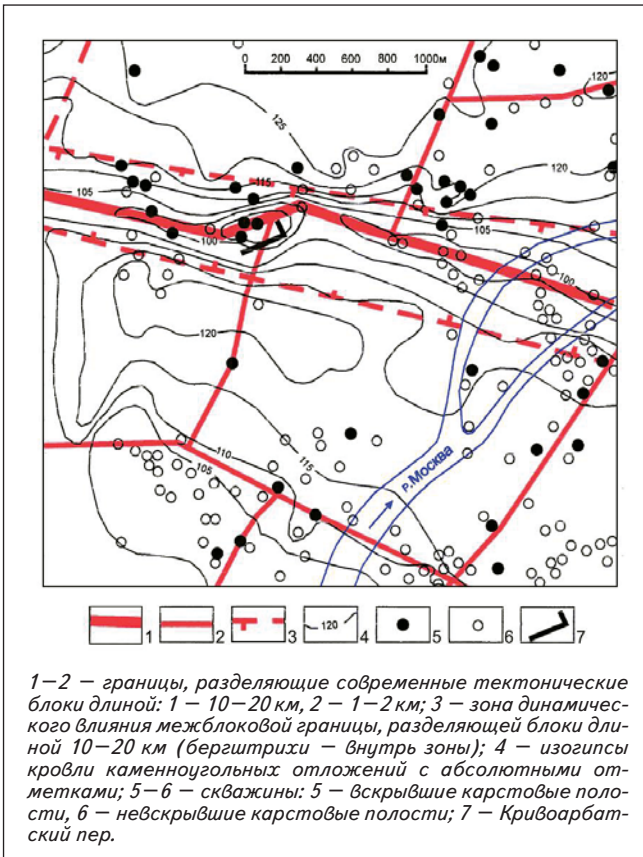 0 200 400 600 1000м
125
120
115
120
105
105
100
100
120
110
105
115
р.Москва
1 2 3 4 120 5 6 7
1–2 – границы, разделяющие современные тектонические
блоки длиной: 1 – 10–20 км, 2 – 1–2 км; 3 – зона динамичес-
кого влияния межблоковой границы, разделяющей блоки дли-
ной 10–20 км (бергштрихи – внутрь зоны); 4 – изогипсы
кровли каменноугольных отложений с абсолютными от-
метками; 5–6 – скважины: 5 – вскрывшие карстовые поло-
сти, 6 – невскрывшие карстовые полости; 7 – Кривоарбат-
ский пер.